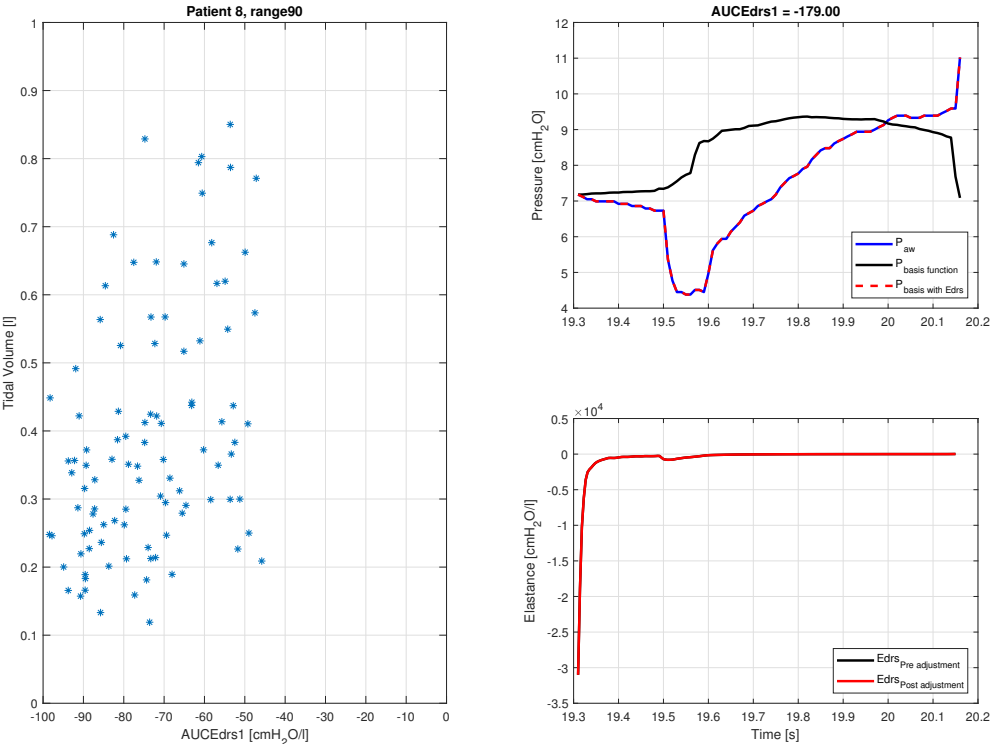 Patient 8, range90
1
0.9
0.8
0.7
0.6
0.5
0.4
0.3
0.2
0.1
0
Tidal Volume [l]
-100 -90 -80 -70 -60 -50 -40 -30 -20 -10 0
AUCEdrs1 [cmH2O/l]
AUCEdrs1 = -179.00
12
11
10
9
8
7
6
5
4
Pressure [cmH2O]
Paw
Pbasis function
Pbasis with Edrs
19.3 19.4 19.5 19.6 19.7 19.8 19.9 20 20.1 20.2
×10^4
0.5
0
-0.5
-1
-1.5
-2
-2.5
-3
-3.5
Elastance [cmH2O/l]
EdrsPre adjustment
EdrsPost adjustment
19.3 19.4 19.5 19.6 19.7 19.8 19.9 20 20.1 20.2
Time [s]